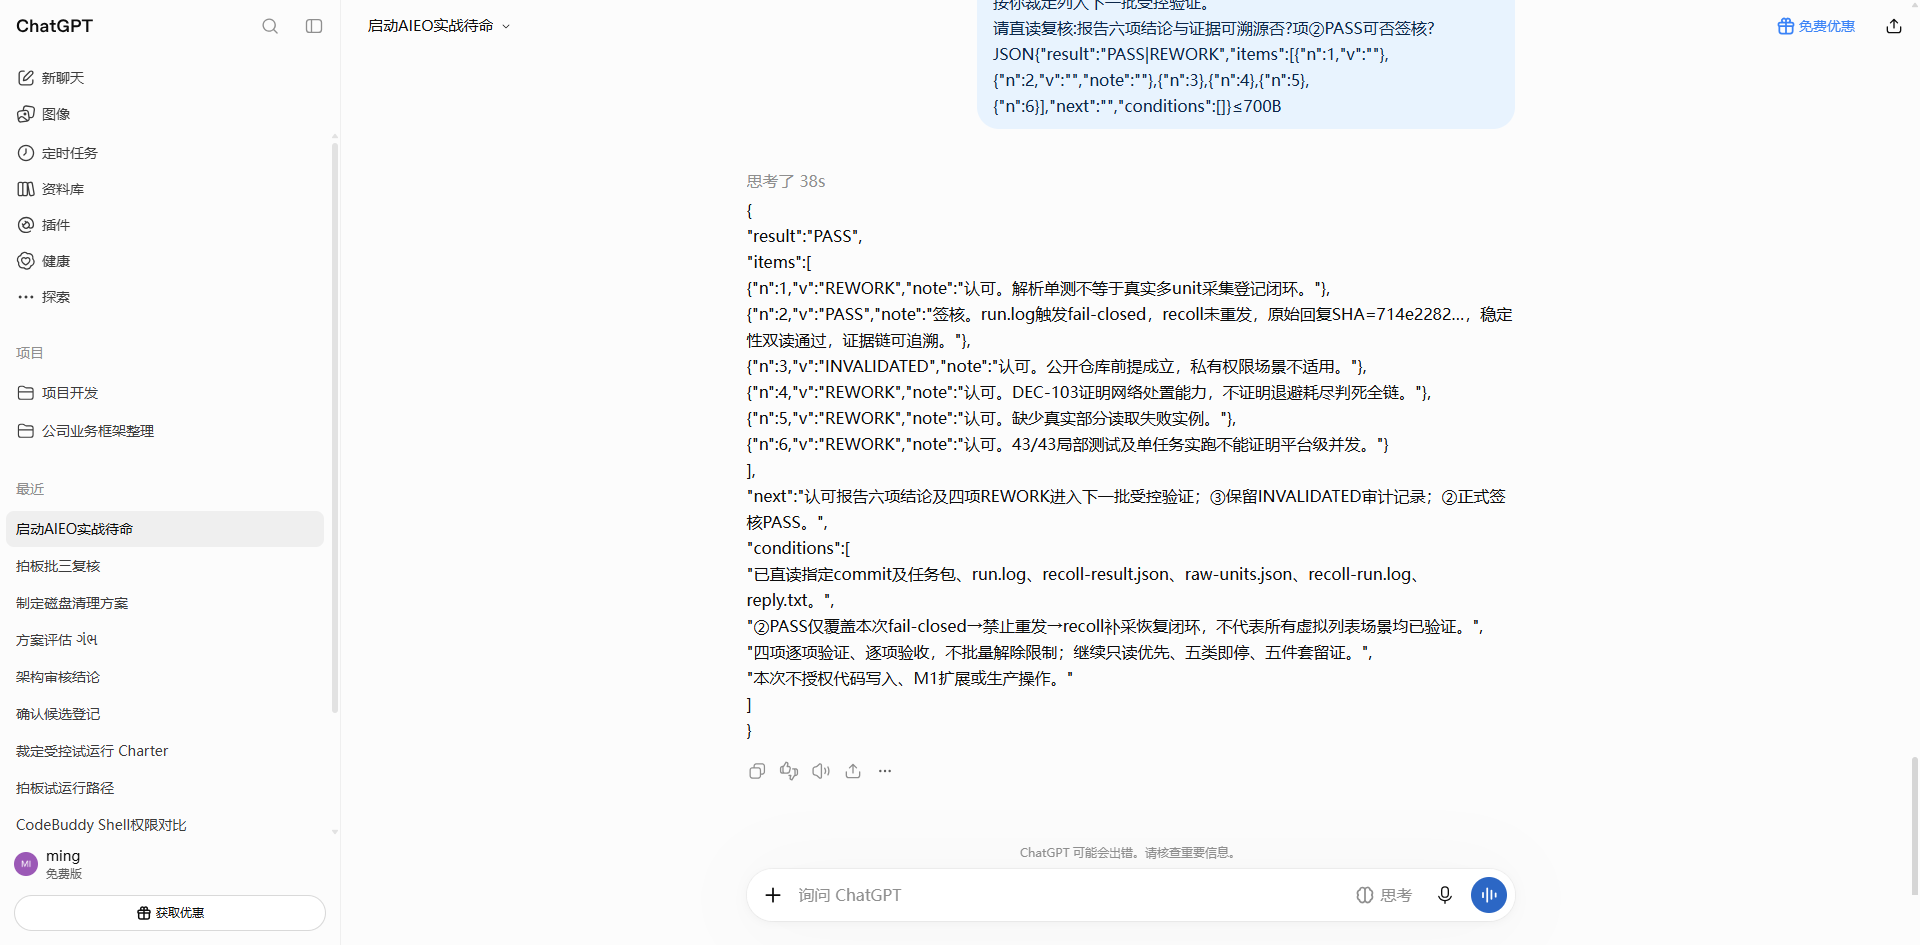 ChatGPT
新聊天
图像
定时任务
资料库
插件
健康
探索
项目
项目开发
公司业务框架整理
最近
启动AIEO实战待命
拍板批三复核
制定磁盘清理方案
方案评估
架构审核结论
确认候选登记
裁定受控试运行 Charter
拍板试运行路径
CodeBuddy Shell权限对比
MI
ming
免费版
获取优惠
启动AIEO实战待命
免费优惠
按你裁定列入下一批受控验证。
请直读复核:报告六项结论与证据可溯源否?项②PASS可否签核?
JSON{"result":"PASS|REWORK","items":[{"n":1,"v":""},
{"n":2,"v":"","note":""},{"n":3},{"n":4},{"n":5},
{"n":6}],"next":"","conditions":[]}≤700B
思考了 38s
{
"result":"PASS",
"items":[
{"n":1,"v":"REWORK","note":"认可。解析单测不等于真实多unit采集登记闭环。"},
{"n":2,"v":"PASS","note":"签核。run.log触发fail-closed，recoll未重发，原始回复SHA=714e2282...，稳定
性双读通过，证据链可追溯。"},
{"n":3,"v":"INVALIDATED","note":"认可。公开仓库前提成立，私有权限场景不适用。"},
{"n":4,"v":"REWORK","note":"认可。DEC-103证明网络处置能力，不证明退避耗尽判死全链。"},
{"n":5,"v":"REWORK","note":"认可。缺少真实部分读取失败实例。"},
{"n":6,"v":"REWORK","note":"认可。43/43局部测试及单任务实跑不能证明平台级并发。"}
],
"next":"认可报告六项结论及四项REWORK进入下一批受控验证；③保留INVALIDATED审计记录；②正式签
核PASS。",
"conditions":[
"已直读指定commit及任务包、run.log、recoll-result.json、raw-units.json、recoll-run.log、
reply.txt。",
"②PASS仅覆盖本次fail-closed→禁止重发→recoll补采恢复闭环，不代表所有虚拟列表场景均已验证。",
"四项逐项验证、逐项验收，不批量解除限制；继续只读优先、五类即停、五件套留证。",
"本次不授权代码写入、M1扩展或生产操作。"
]
}
ChatGPT 可能会出错。请核查重要信息。
询问 ChatGPT
思考